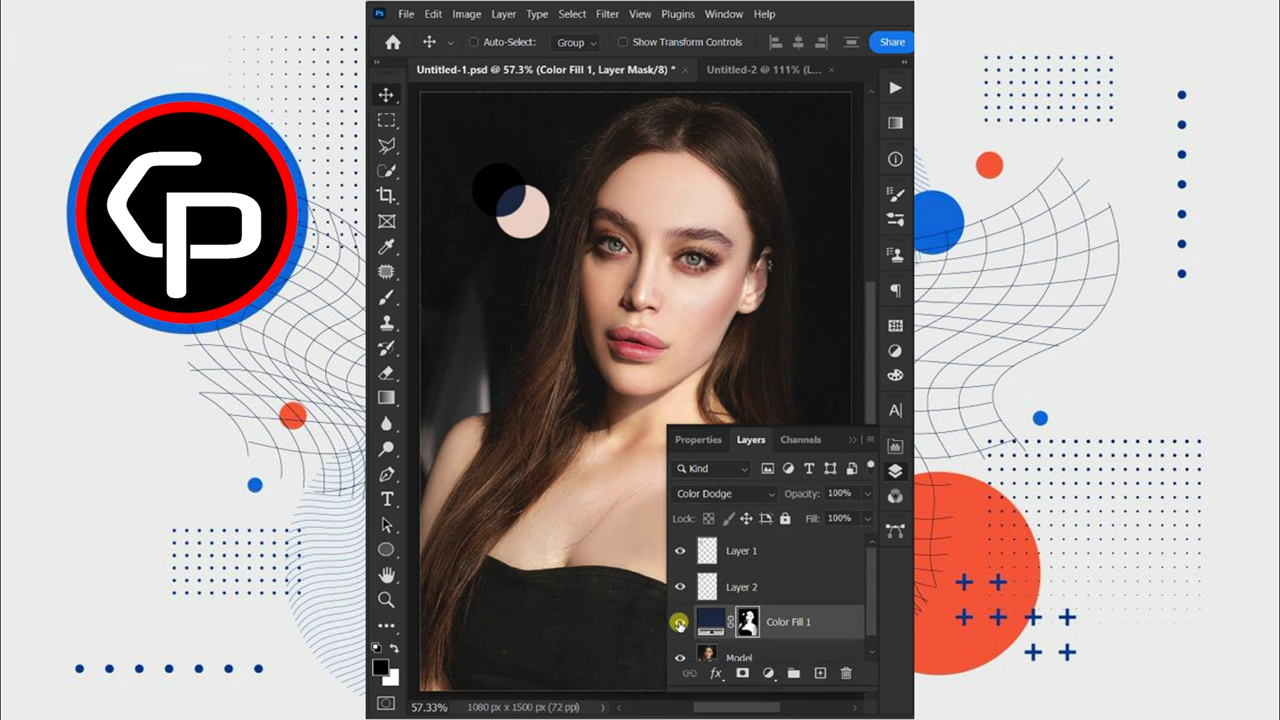 CP
Ps File Edit Image Layer Type Select Filter View Plugins Window Help
Auto-Select: Group Show Transform Controls Share
Untitled-1.psd @ 57.3% (Color Fill 1, Layer Mask/8) * × Untitled-2 @ 111% (L... ×
Properties Layers Channels
Kind
Color Dodge Opacity: 100%
Lock: Fill: 100%
Layer 1
Layer 2
Color Fill 1
Model
fx
57.33% 1080 px x 1500 px (72 ppi)